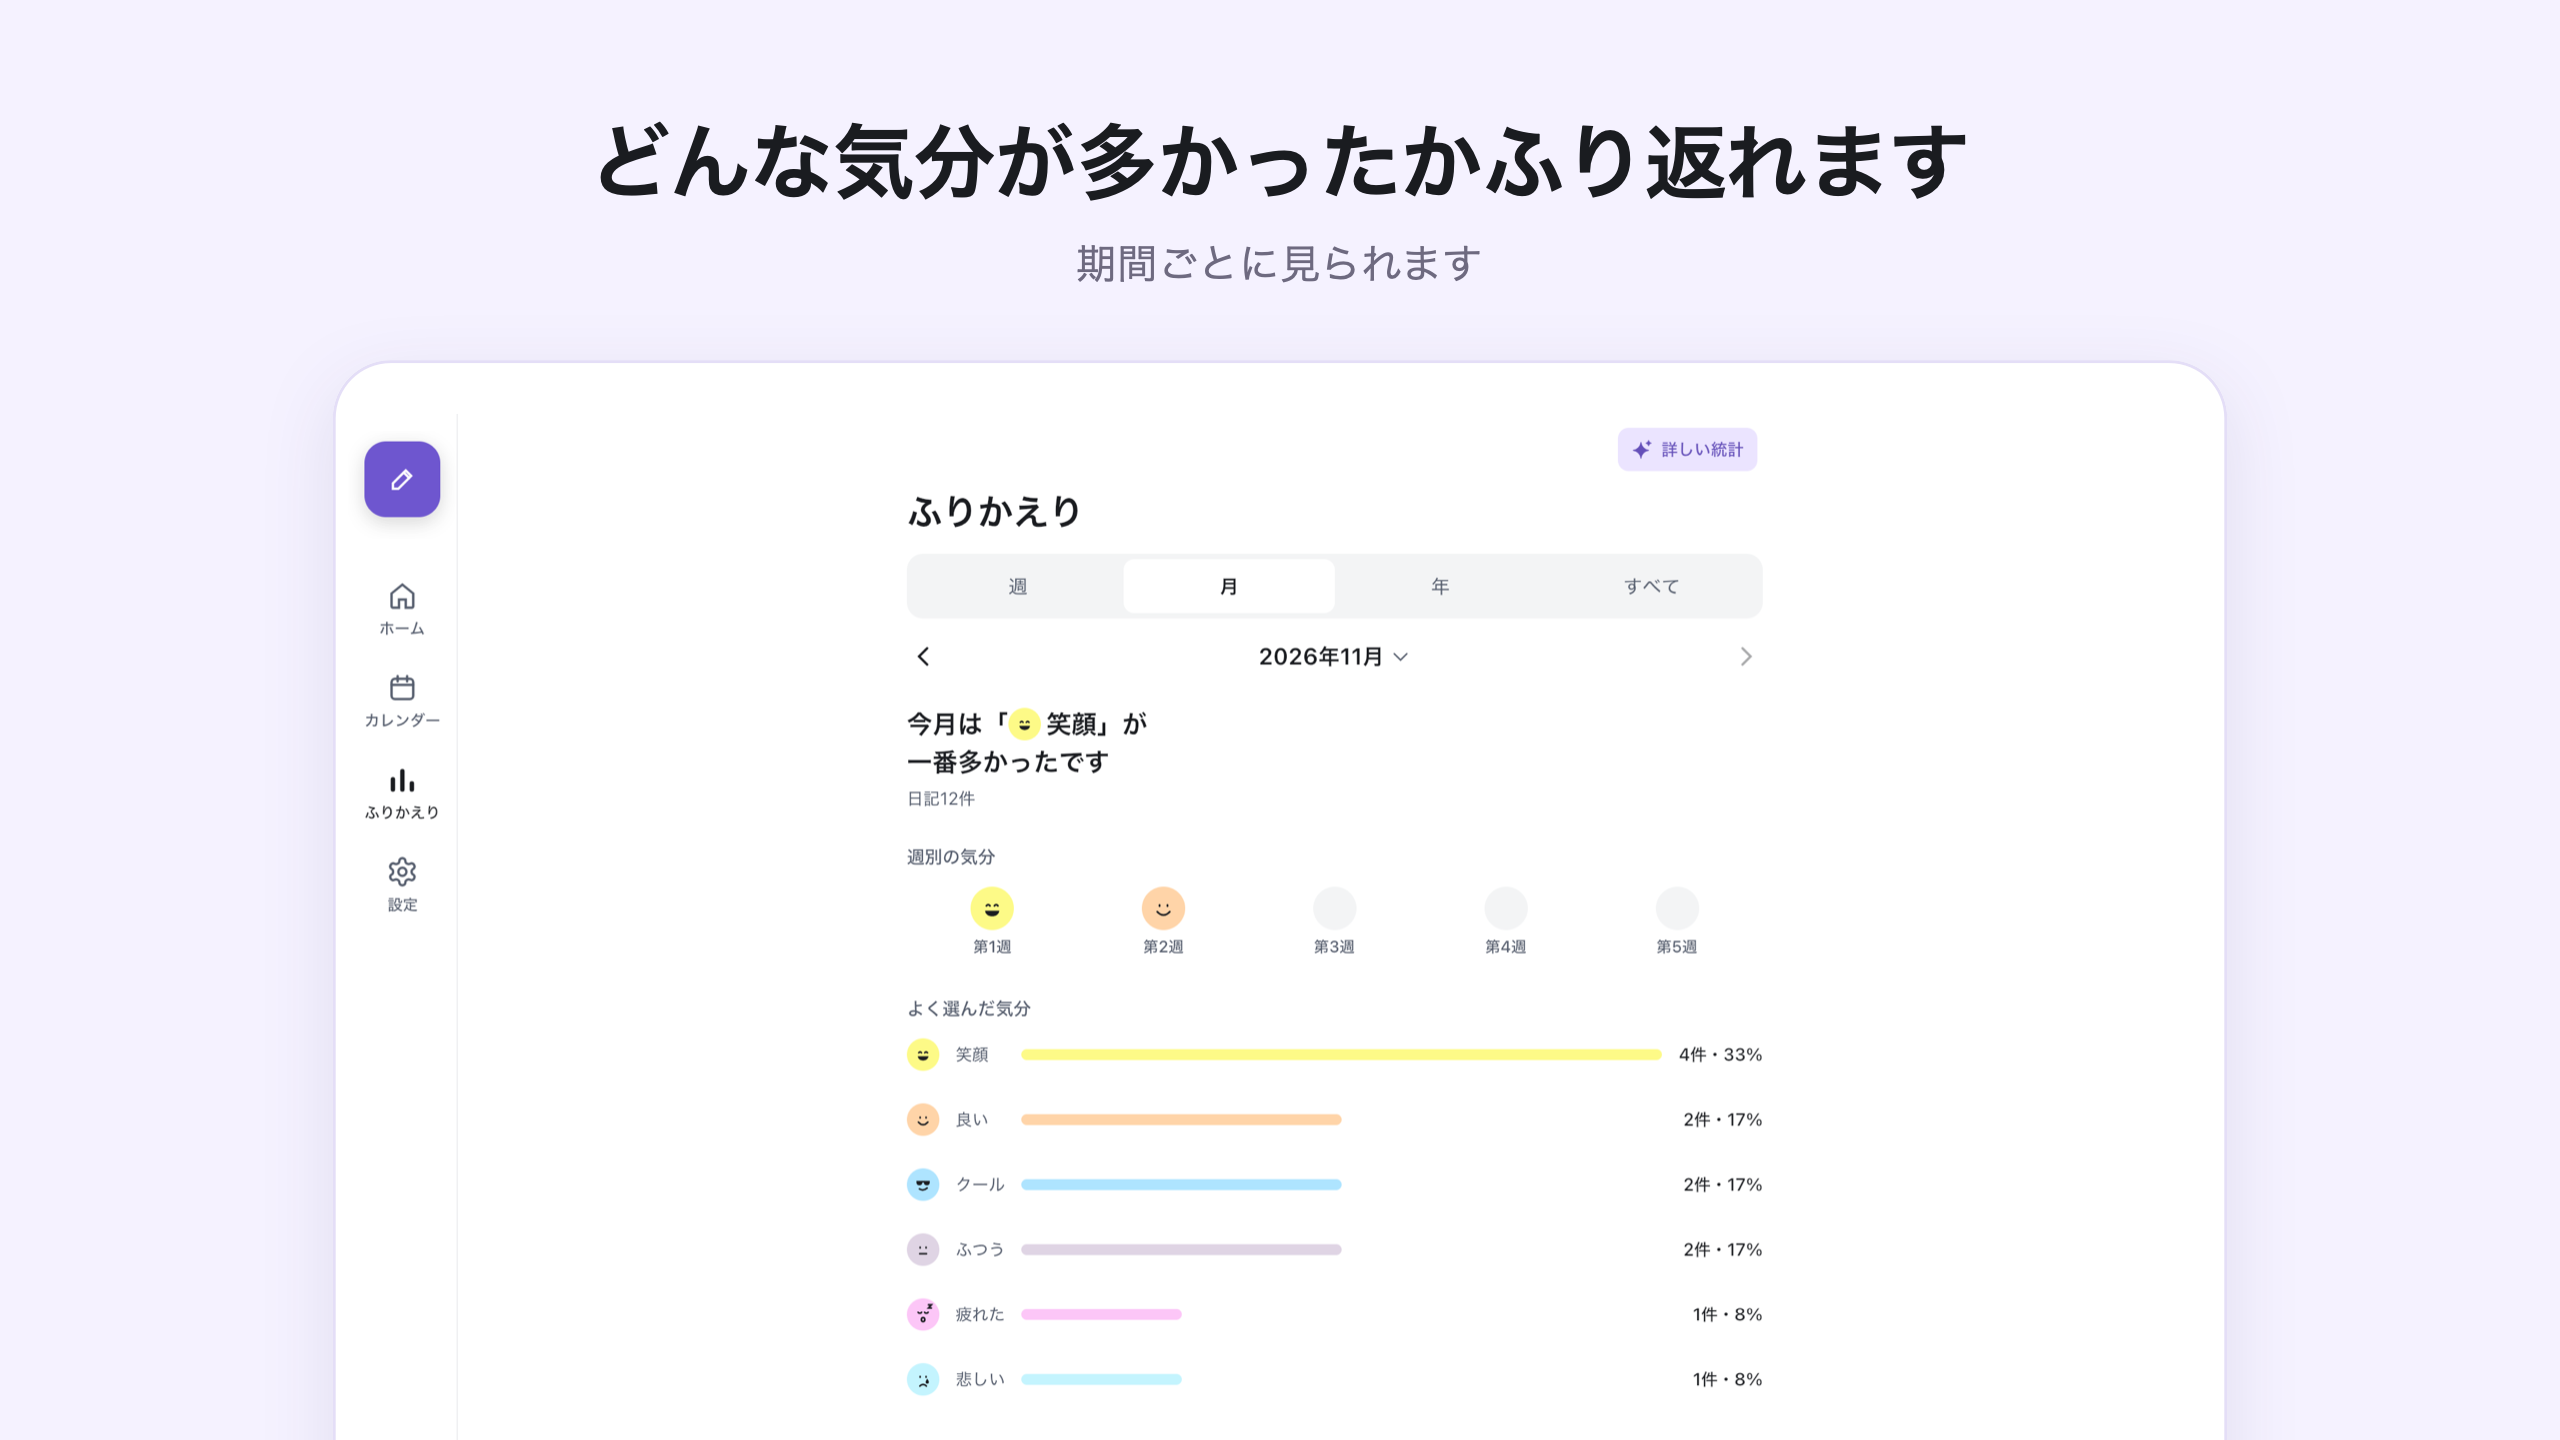 どんな気分が多かったかふり返れます
期間ごとに見られます
詳しい統計
ふりかえり
週 月 年 すべて
2026年11月
ホーム
カレンダー
ふりかえり
設定
今月は「笑顔」が
一番多かったです
日記12件
週別の気分
第1週 第2週 第3週 第4週 第5週
よく選んだ気分
笑顔 4件・33%
良い 2件・17%
クール 2件・17%
ふつう 2件・17%
疲れた 1件・8%
悲しい 1件・8%